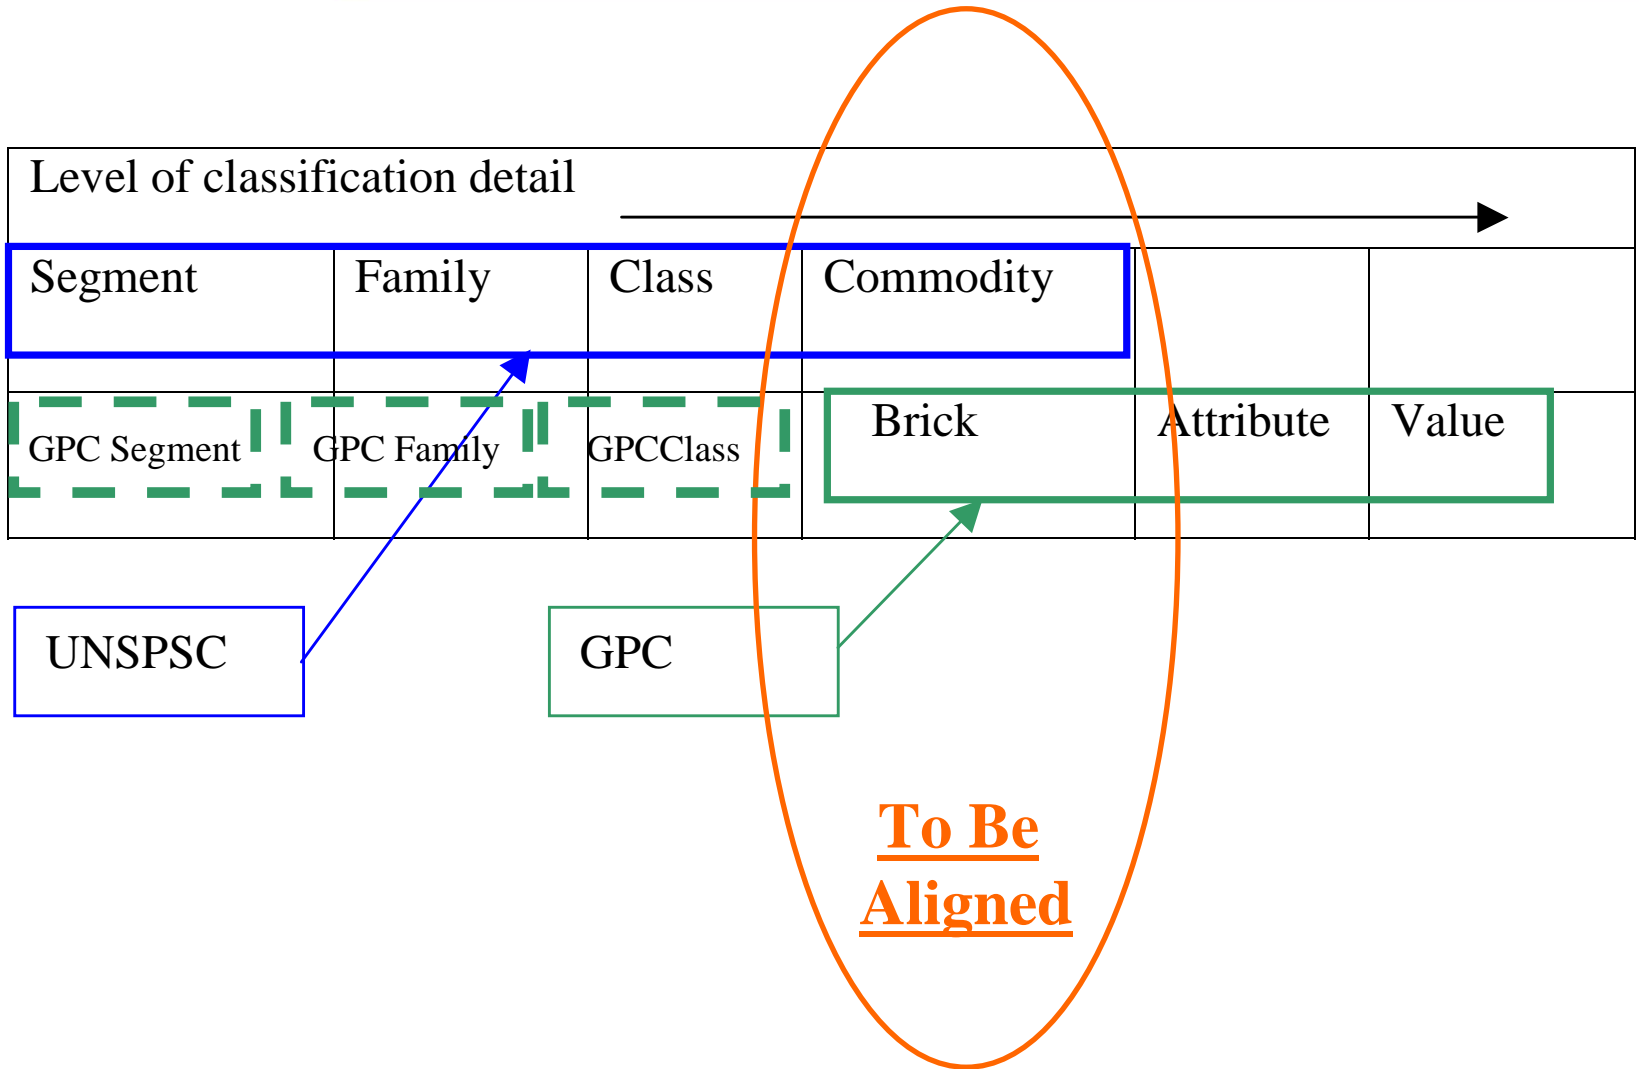 Level of classification detail
Segment Family Class Commodity
Brick Attribute Value
GPC Segment GPC Family GPCClass
UNSPSC GPC
To Be
Aligned